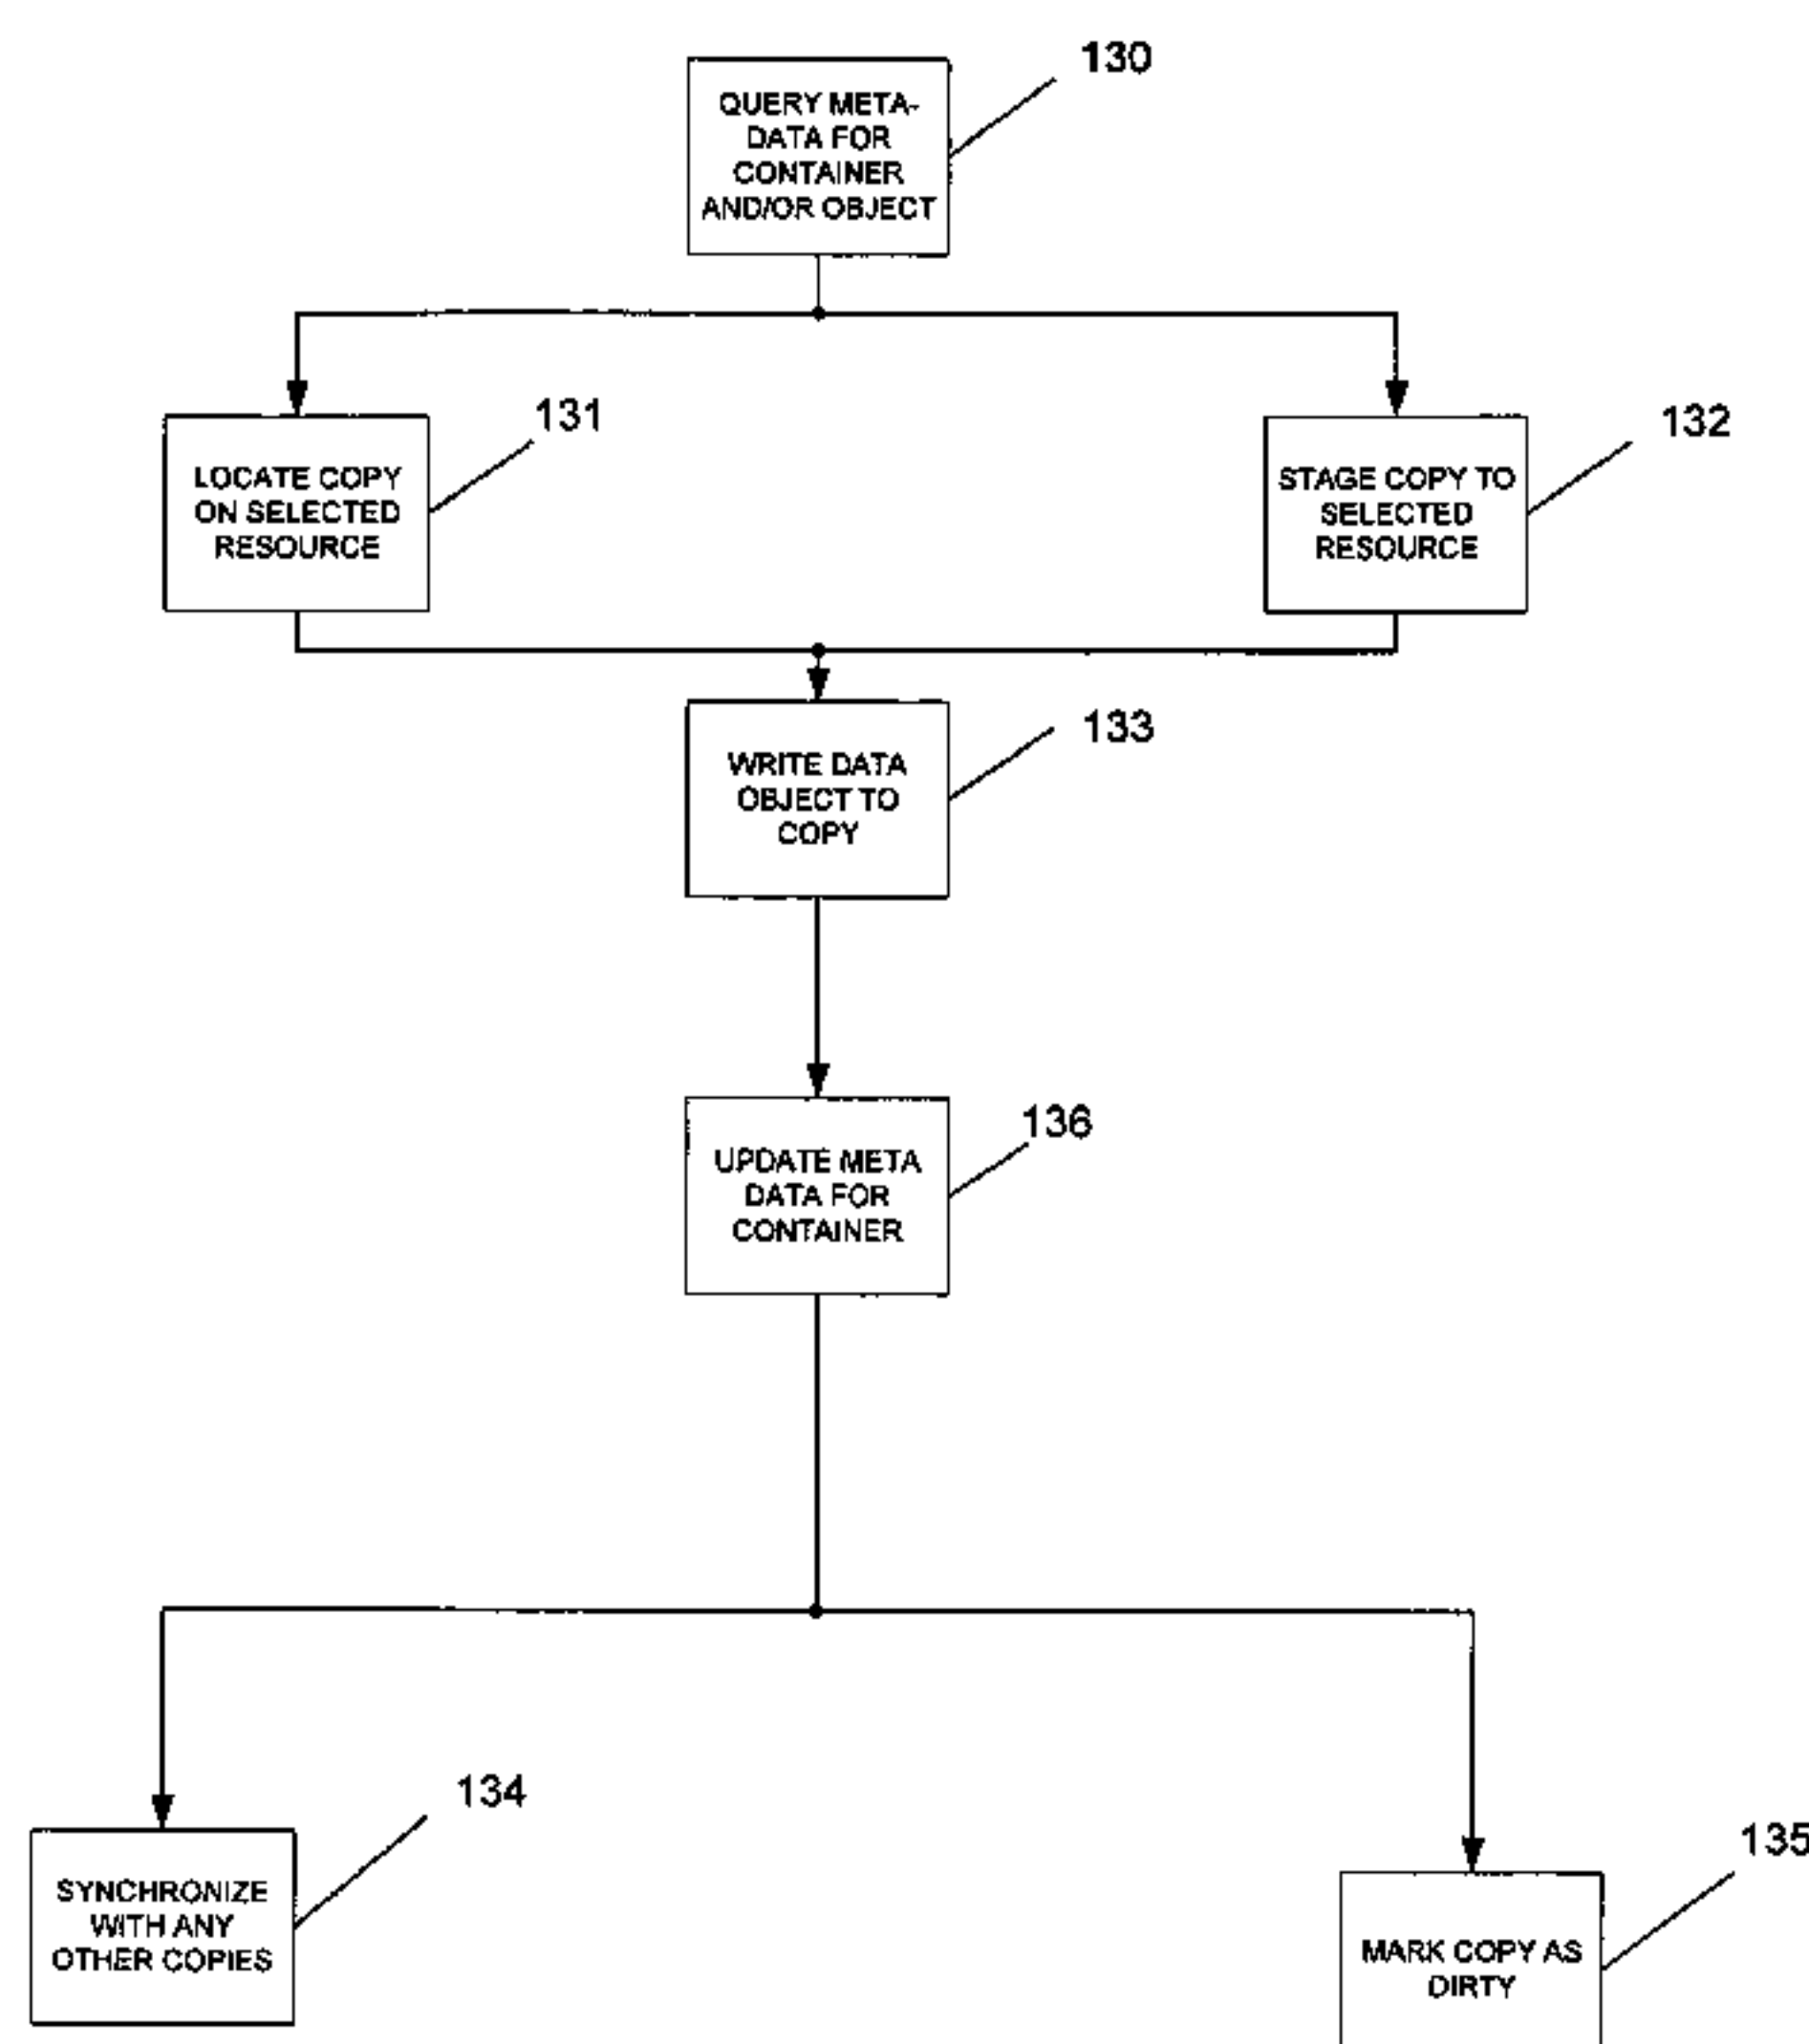 130
QUERY META-
DATA FOR
CONTAINER
AND/OR OBJECT
131
LOCATE COPY
ON SELECTED
RESOURCE
132
STAGE COPY TO
SELECTED
RESOURCE
133
WRITE DATA
OBJECT TO
COPY
136
UPDATE META
DATA FOR
CONTAINER
134
SYNCHRONIZE
WITH ANY
OTHER COPIES
135
MARK COPY AS
DIRTY